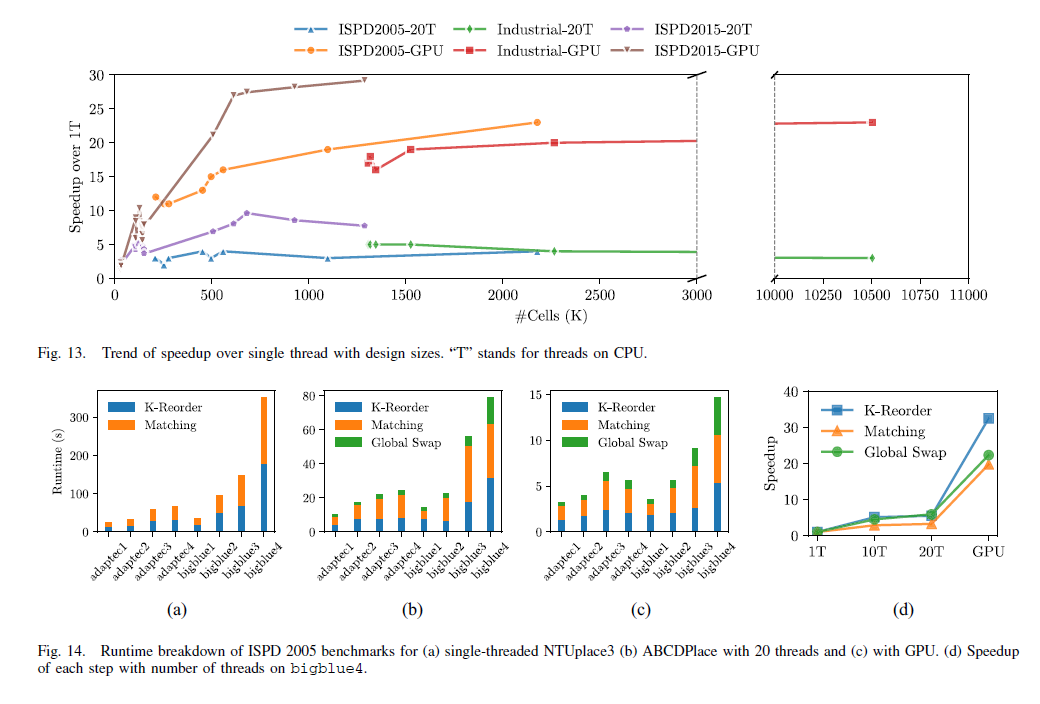 ISPD2005-20T Industrial-20T ISPD2015-20T
ISPD2005-GPU Industrial-GPU ISPD2015-GPU
Speedup over 1T
30
25
20
15
10
5
0
0 500 1000 1500 2000 2500 3000 10000 10250 10500 10750 11000
#Cells (K)
Fig. 13. Trend of speedup over single thread with design sizes. “T” stands for threads on CPU.
Runtime (s)
300
200
100
0
K-Reorder
Matching
adaptec1 adaptec2 adaptec3 adaptec4 bigblue1 bigblue2 bigblue3 bigblue4
(a)
80
60
40
20
0
K-Reorder
Matching
Global Swap
adaptec1 adaptec2 adaptec3 adaptec4 bigblue1 bigblue2 bigblue3 bigblue4
(b)
15
10
5
0
K-Reorder
Matching
Global Swap
adaptec1 adaptec2 adaptec3 adaptec4 bigblue1 bigblue2 bigblue3 bigblue4
(c)
Speedup
40
30
20
10
0
K-Reorder
Matching
Global Swap
1T 10T 20T GPU
(d)
Fig. 14. Runtime breakdown of ISPD 2005 benchmarks for (a) single-threaded NTUplace3 (b) ABCDPlace with 20 threads and (c) with GPU. (d) Speedup
of each step with number of threads on bigblue4.